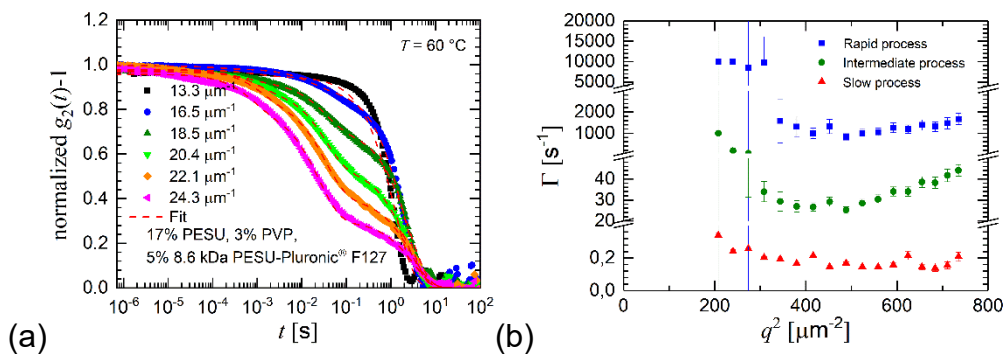 (a)
normalized g₂(t)-1
1.0
0.8
0.6
0.4
0.2
0.0
T = 60 °C
13.3 µm⁻¹
16.5 µm⁻¹
18.5 µm⁻¹
20.4 µm⁻¹
22.1 µm⁻¹
24.3 µm⁻¹
Fit
17% PESU, 3% PVP,
5% 8.6 kDa PESU-Pluronic® F127
10⁻⁶ 10⁻⁵ 10⁻⁴ 10⁻³ 10⁻² 10⁻¹ 10⁰ 10¹ 10²
t [s]
(b)
Γ [s⁻¹]
20000
15000
10000
5000
2000
1000
40
30
20
0,2
0,0
Rapid process
Intermediate process
Slow process
0 200 400 600 800
q² [µm⁻²]